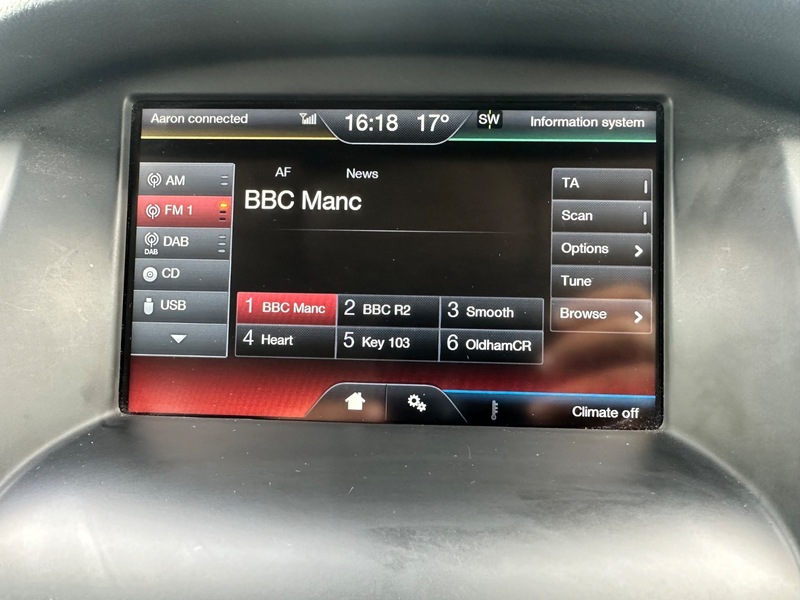 Aaron connected
16:18 17°
SW
Information system
AM
FM 1
DAB
DAB
CD
USB
AF News
BBC Manc
TA
Scan
Options
Tune
Browse
1 BBC Manc
2 BBC R2
3 Smooth
4 Heart
5 Key 103
6 OldhamCR
Climate off